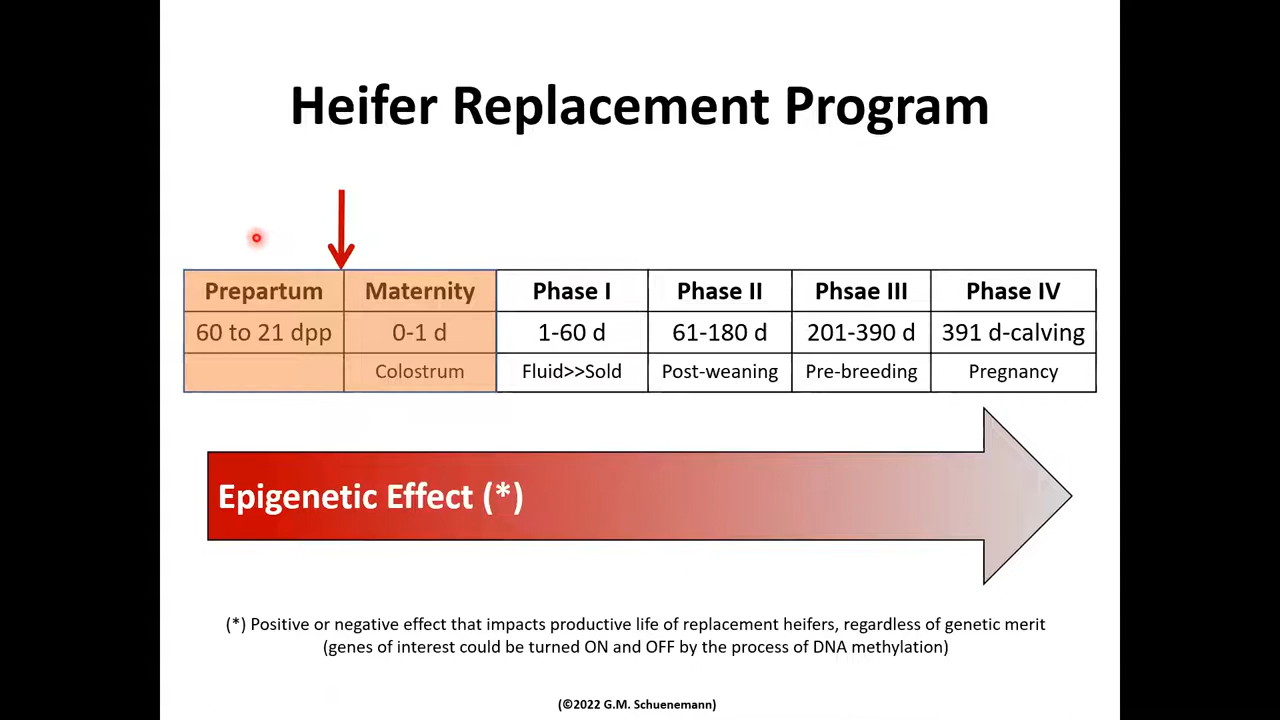 Heifer Replacement Program
Prepartum Maternity Phase I Phase II Phsae III Phase IV
60 to 21 dpp 0-1 d 1-60 d 61-180 d 201-390 d 391 d-calving
Colostrum Fluid>>Sold Post-weaning Pre-breeding Pregnancy
Epigenetic Effect (*)
(*) Positive or negative effect that impacts productive life of replacement heifers, regardless of genetic merit
(genes of interest could be turned ON and OFF by the process of DNA methylation)
(©2022 G.M. Schuenemann)